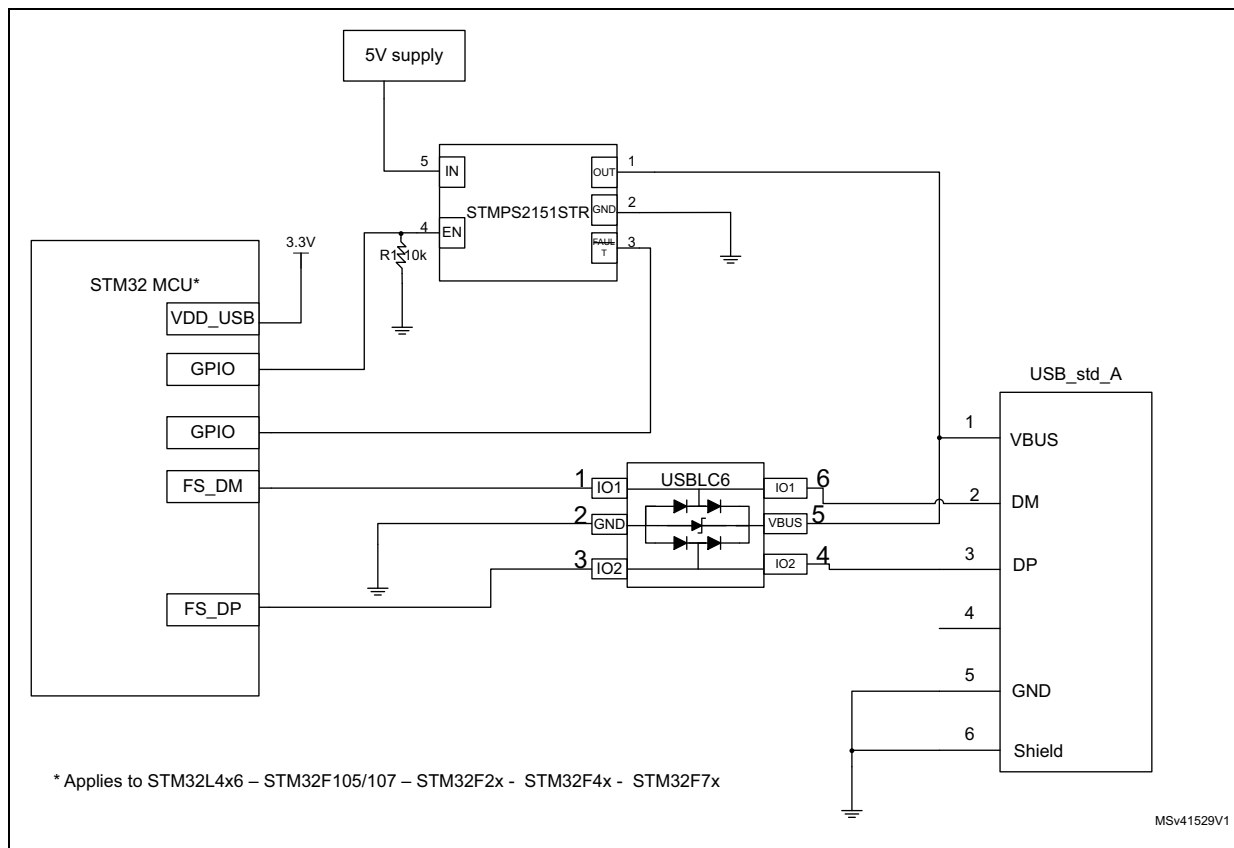 5V supply
5
IN
OUT
1
STMPS2151STR
GND
2
4
EN
FAUL
T
3
R1 10k
3.3V
STM32 MCU*
VDD_USB
GPIO
GPIO
FS_DM
FS_DP
USBLC6
1
IO1
IO1
6
2
GND
VBUS
5
3
IO2
IO2
4
USB_std_A
1
VBUS
2
DM
3
DP
4
5
GND
6
Shield
* Applies to STM32L4x6 – STM32F105/107 – STM32F2x - STM32F4x - STM32F7x
MSv41529V1